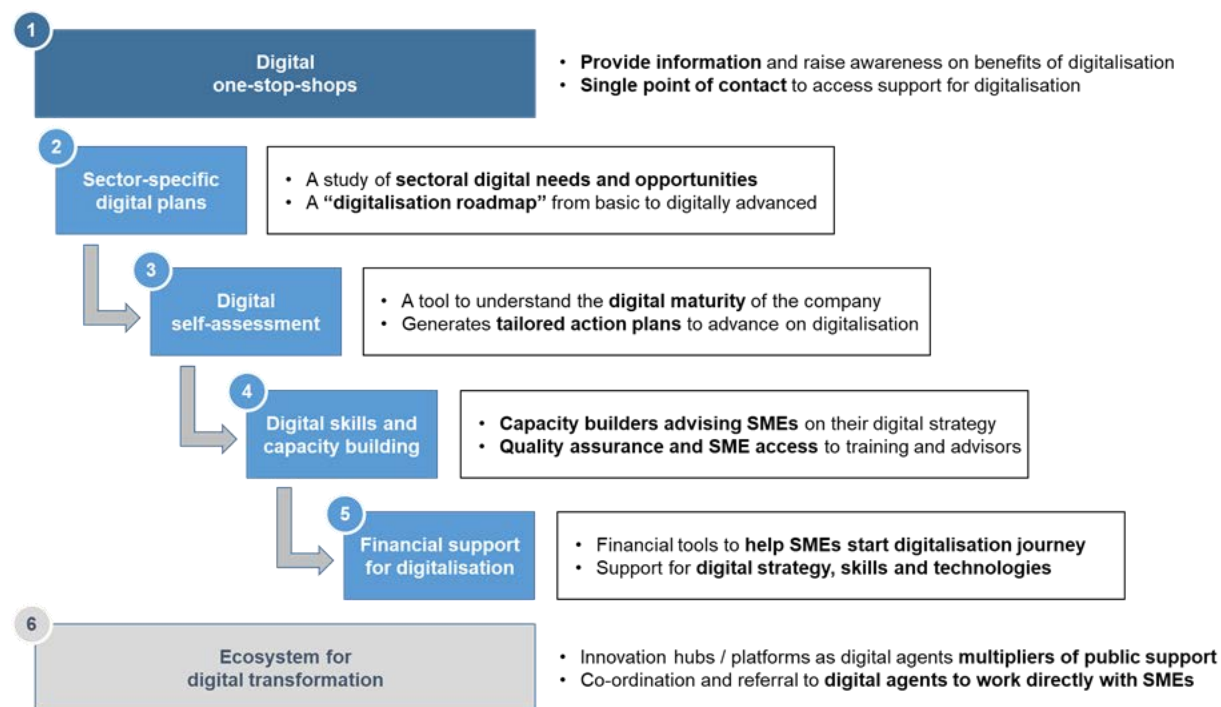 1
Digital
one-stop-shops
• Provide information and raise awareness on benefits of digitalisation
• Single point of contact to access support for digitalisation
2
Sector-specific
digital plans
• A study of sectoral digital needs and opportunities
• A “digitalisation roadmap” from basic to digitally advanced
3
Digital
self-assessment
• A tool to understand the digital maturity of the company
• Generates tailored action plans to advance on digitalisation
4
Digital skills and
capacity building
• Capacity builders advising SMEs on their digital strategy
• Quality assurance and SME access to training and advisors
5
Financial support
for digitalisation
• Financial tools to help SMEs start digitalisation journey
• Support for digital strategy, skills and technologies
6
Ecosystem for
digital transformation
• Innovation hubs / platforms as digital agents multipliers of public support
• Co-ordination and referral to digital agents to work directly with SMEs